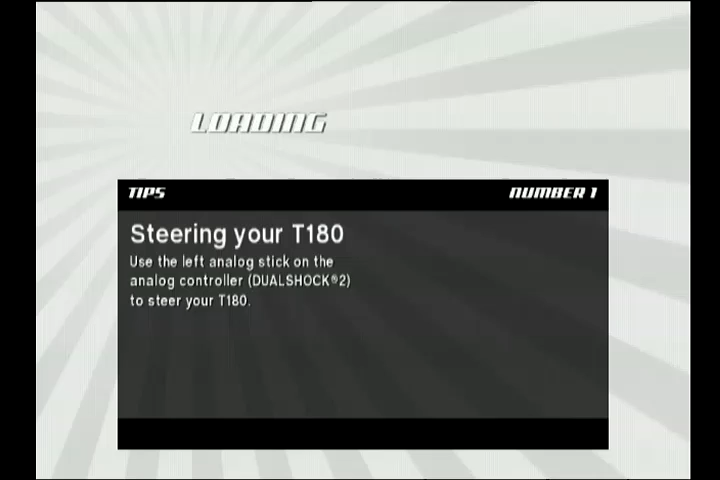 LOADING
TIPS NUMBER 1
Steering your T180
Use the left analog stick on the
analog controller (DUALSHOCK®2)
to steer your T180.